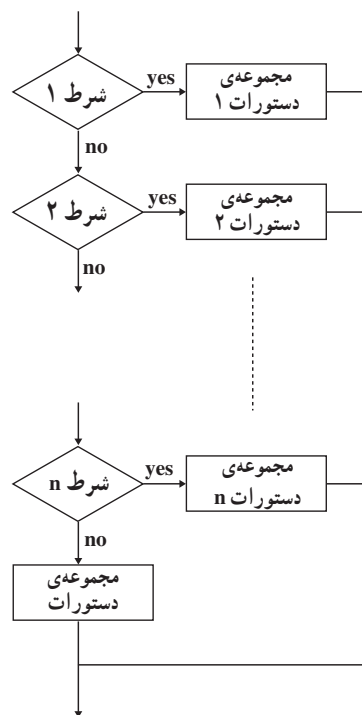 شرط ۱
yes
مجموعه‌ی
دستورات ۱
no
شرط ۲
yes
مجموعه‌ی
دستورات ۲
no
شرط n
yes
مجموعه‌ی
دستورات n
no
مجموعه‌ی
دستورات